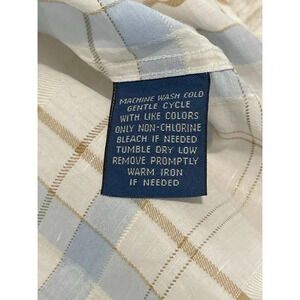 MACHINE WASH COLD
GENTLE CYCLE
WITH LIKE COLORS
ONLY NON-CHLORINE
BLEACH IF NEEDED
TUMBLE DRY LOW
REMOVE PROMPTLY
WARM IRON
IF NEEDED